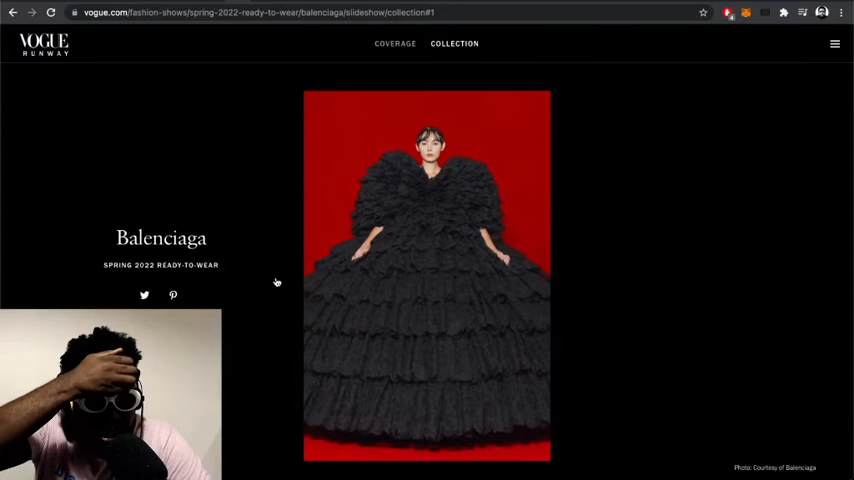 vogue.com/fashion-shows/spring-2022-ready-to-wear/balenciaga/slideshow/collection#1
VOGUE
RUNWAY
COVERAGE COLLECTION
Balenciaga
SPRING 2022 READY-TO-WEAR
Photo: Courtesy of Balenciaga